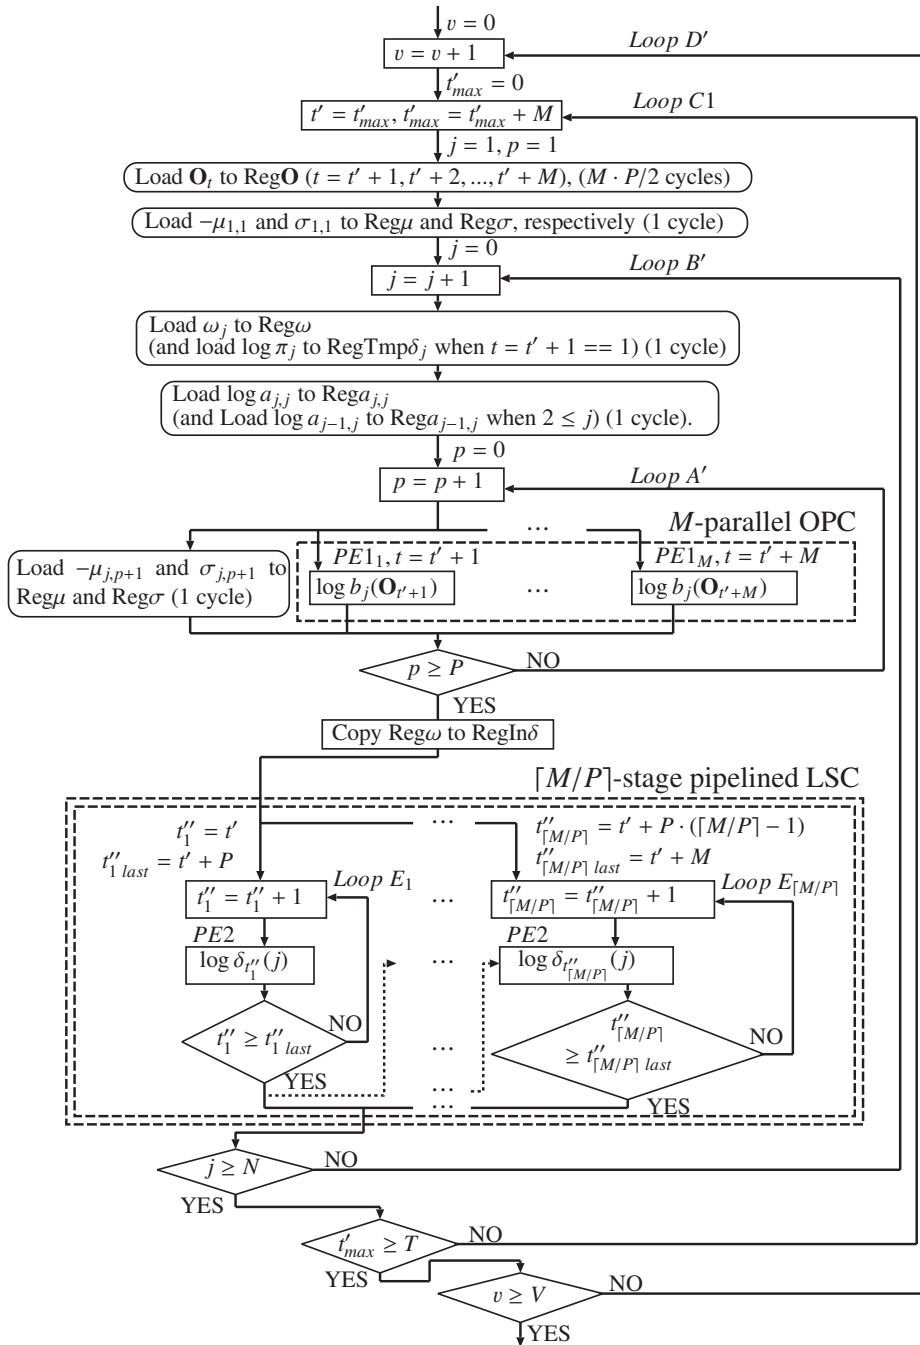 v = 0
Loop D′
v = v + 1
t′max = 0
Loop C1
t′ = t′max, t′max = t′max + M
j = 1, p = 1
Load Ot to RegO (t = t′ + 1, t′ + 2, ..., t′ + M), (M · P/2 cycles)
Load −μ1,1 and σ1,1 to Regμ and Regσ, respectively (1 cycle)
j = 0
Loop B′
j = j + 1
Load ωj to Regω
(and load log πj to RegTmpδj when t = t′ + 1 == 1) (1 cycle)
Load log aj,j to Regaj,j
(and Load log aj−1,j to Regaj−1,j when 2 ≤ j) (1 cycle).
p = 0
Loop A′
p = p + 1
...
M-parallel OPC
PE11, t = t′ + 1
PE1M, t = t′ + M
Load −μj,p+1 and σj,p+1 to
Regμ and Regσ (1 cycle)
log bj(Ot′+1)
...
log bj(Ot′+M)
p ≥ P
NO
YES
Copy Regω to RegInδ
⌈M/P⌉-stage pipelined LSC
...
t″1 = t′
t″⌈M/P⌉ = t′ + P · (⌈M/P⌉ − 1)
t″1 last = t′ + P
t″⌈M/P⌉ last = t′ + M
Loop E1
Loop E⌈M/P⌉
t″1 = t″1 + 1
...
t″⌈M/P⌉ = t″⌈M/P⌉ + 1
PE2
PE2
log δt″1(j)
...
log δt″⌈M/P⌉(j)
t″1 ≥ t″1 last
NO
...
t″⌈M/P⌉
≥ t″⌈M/P⌉ last
NO
YES
...
...
YES
j ≥ N
NO
YES
t′max ≥ T
NO
YES
v ≥ V
NO
YES